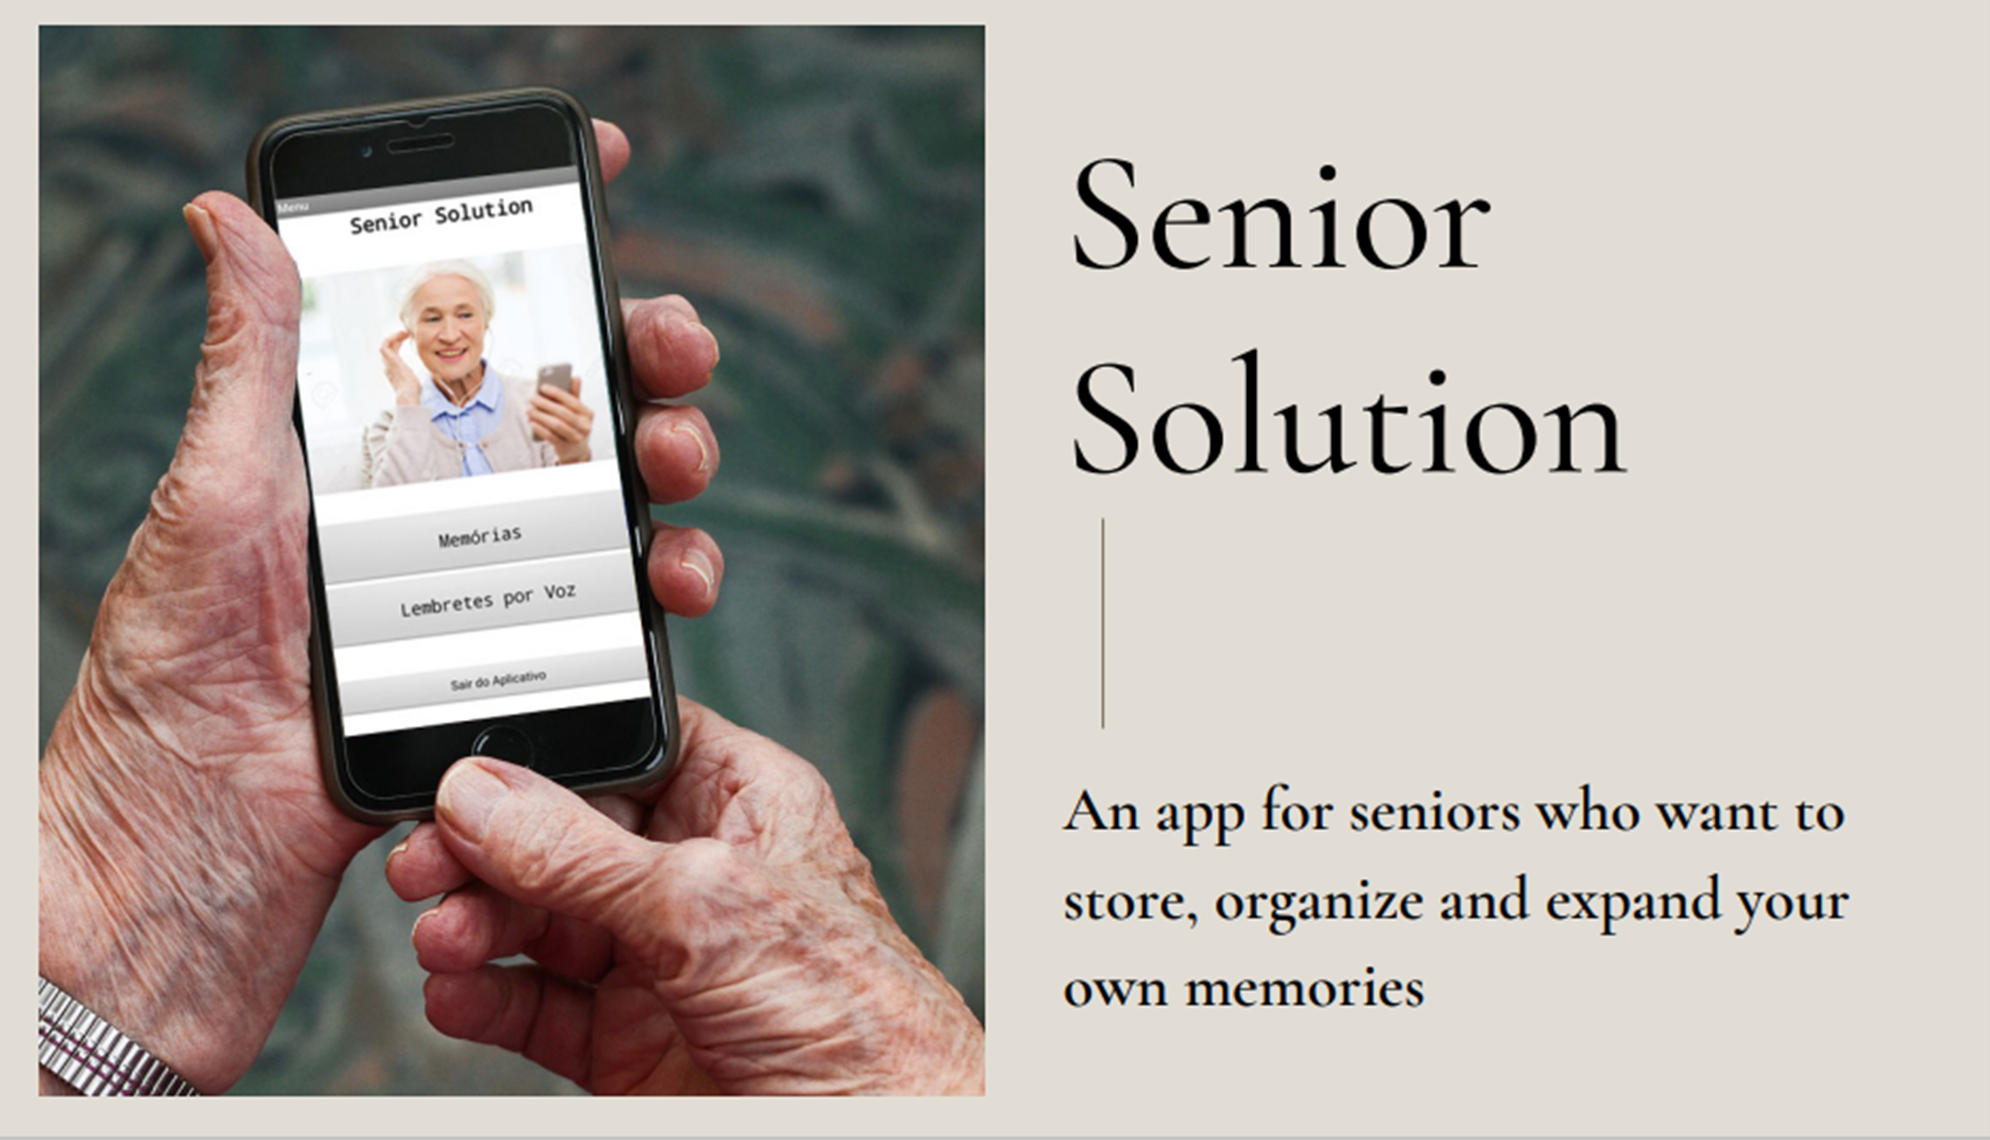 Menu
Senior Solution
Memórias
Lembretes por Voz
Sair do Aplicativo
Senior
Solution
An app for seniors who want to
store, organize and expand your
own memories